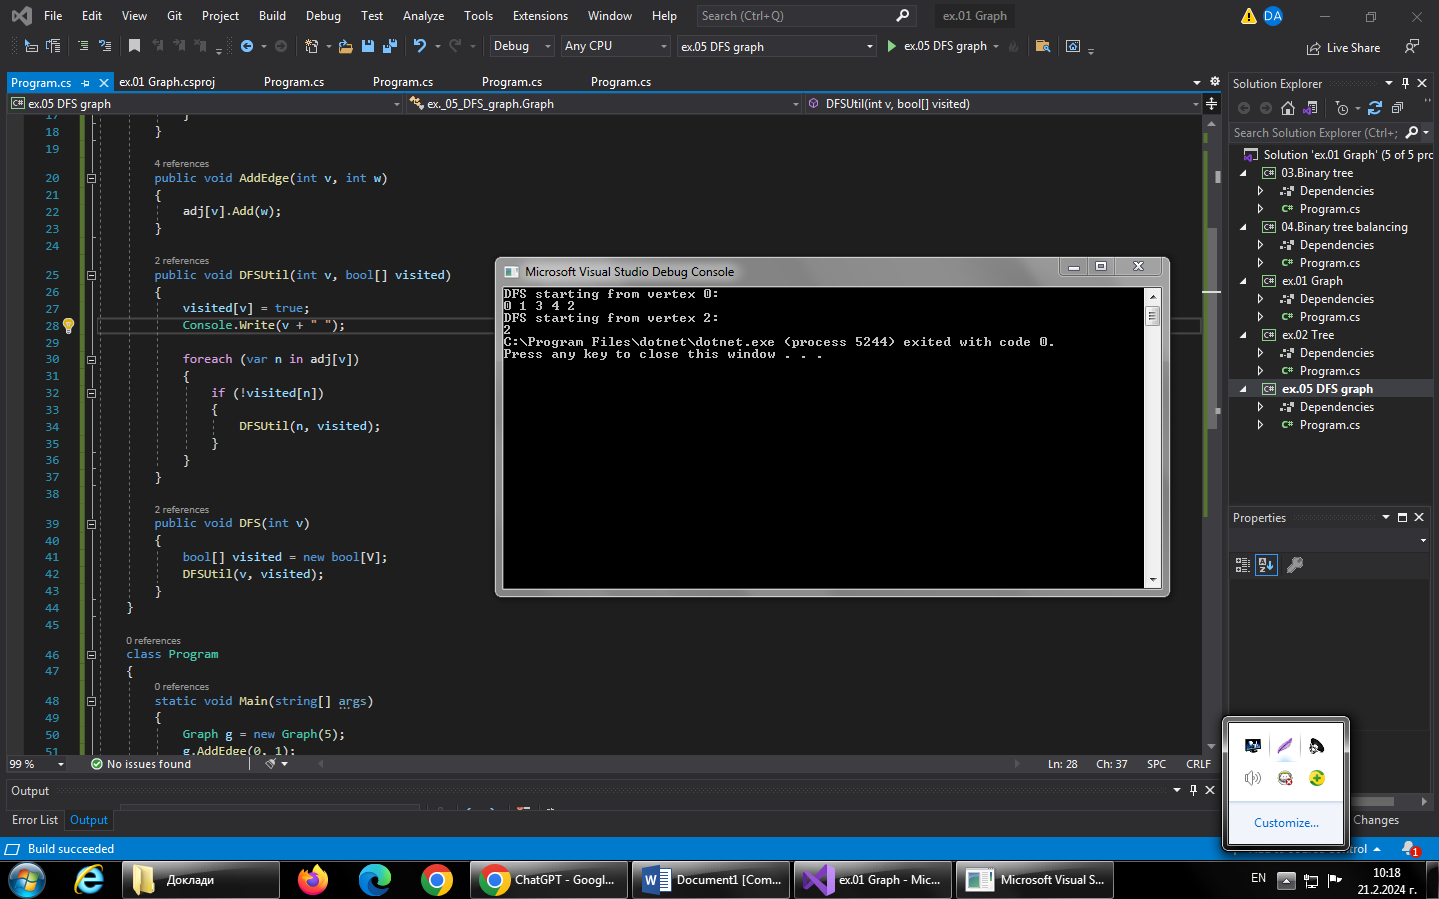 File Edit View Git Project Build Debug Test Analyze Tools Extensions Window Help Search (Ctrl+Q) ex.01 Graph DA
Debug Any CPU ex.05 DFS graph ex.05 DFS graph Live Share
Program.cs ex.01 Graph.csproj Program.cs Program.cs Program.cs Program.cs
ex.05 DFS graph ex._05_DFS_graph.Graph DFSUtil(int v, bool[] visited)
17 }
18 }
19
4 references
20 public void AddEdge(int v, int w)
21 {
22 adj[v].Add(w);
23 }
24
2 references
25 public void DFSUtil(int v, bool[] visited)
26 {
27 visited[v] = true;
28 Console.Write(v + " ");
29
30 foreach (var n in adj[v])
31 {
32 if (!visited[n])
33 {
34 DFSUtil(n, visited);
35 }
36 }
37 }
38
2 references
39 public void DFS(int v)
40 {
41 bool[] visited = new bool[V];
42 DFSUtil(v, visited);
43 }
44 }
45
0 references
46 class Program
47 {
0 references
48 static void Main(string[] args)
49 {
50 Graph g = new Graph(5);
51 g.AddEdge(0, 1);
99 % No issues found Ln: 28 Ch: 37 SPC CRLF
Output
Error List Output
Build succeeded
Microsoft Visual Studio Debug Console
DFS starting from vertex 0:
0 1 3 4 2
DFS starting from vertex 2:
2
C:\Program Files\dotnet\dotnet.exe (process 5244) exited with code 0.
Press any key to close this window . . .
Solution Explorer
Search Solution Explorer (Ctrl+;
Solution 'ex.01 Graph' (5 of 5 pro
C# 03.Binary tree
Dependencies
C# Program.cs
C# 04.Binary tree balancing
Dependencies
C# Program.cs
C# ex.01 Graph
Dependencies
C# Program.cs
C# ex.02 Tree
Dependencies
C# Program.cs
C# ex.05 DFS graph
Dependencies
C# Program.cs
Properties
Customize...
Changes
Control 1
Доклади ChatGPT - Googl... Document1 [Com... ex.01 Graph - Mic... Microsoft Visual S... EN 10:18
21.2.2024 г.